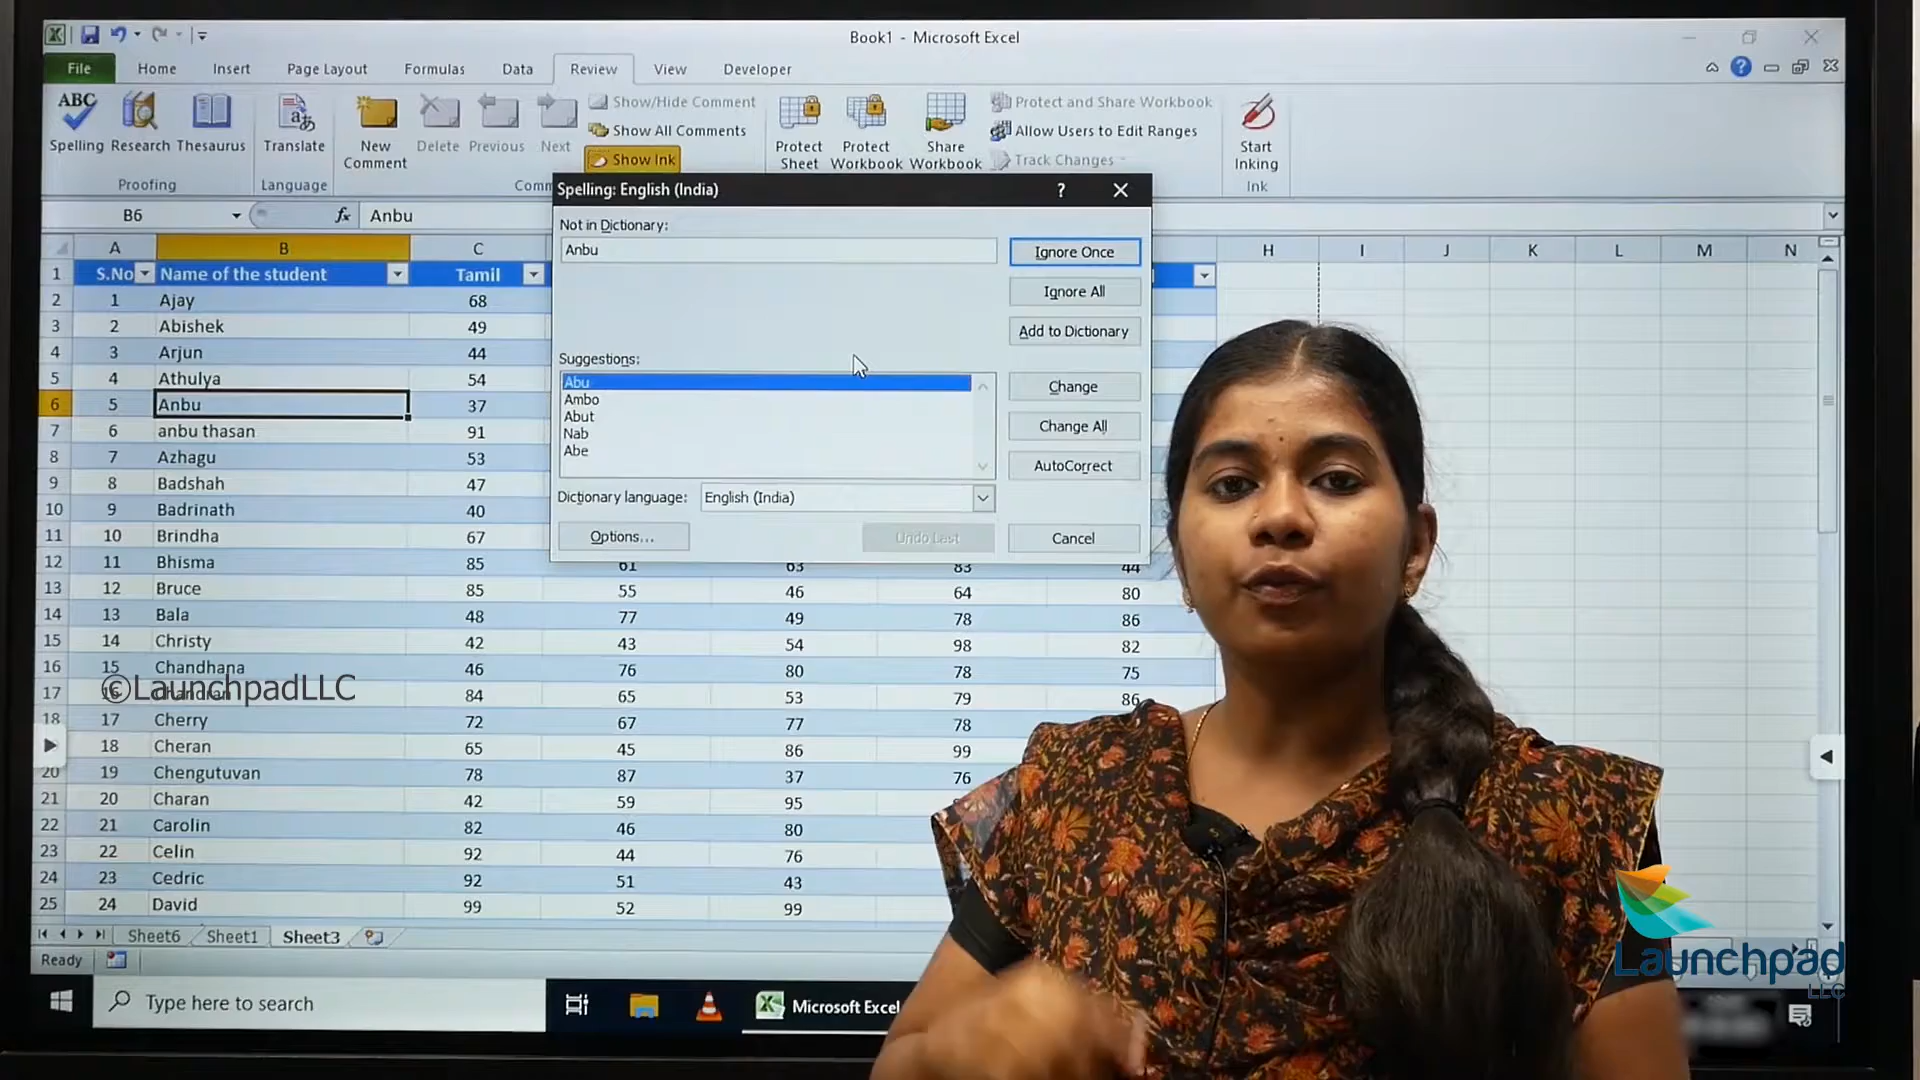 Book1 - Microsoft Excel
File Home Insert Page Layout Formulas Data Review View Developer
ABC
Spelling Research Thesaurus Translate New Comment Delete Previous Next
Show/Hide Comment
Show All Comments
Show Ink
Protect Sheet Protect Workbook Share Workbook
Protect and Share Workbook
Allow Users to Edit Ranges
Track Changes
Start Inking
Proofing Language Comm Ink
B6 fx Anbu
Spelling: English (India) ? X
Not in Dictionary:
Anbu
Ignore Once
Ignore All
Add to Dictionary
Suggestions:
Abu
Ambo
Abut
Nab
Abe
Change
Change All
AutoCorrect
Dictionary language: English (India)
Options... Undo Last Cancel
A B C H I J K L M N
1 S.No Name of the student Tamil
2 1 Ajay 68
3 2 Abishek 49
4 3 Arjun 44
5 4 Athulya 54
6 5 Anbu 37
7 6 anbu thasan 91
8 7 Azhagu 53
9 8 Badshah 47
10 9 Badrinath 40
11 10 Brindha 67
12 11 Bhisma 85 61 63 83 44
13 12 Bruce 85 55 46 64 80
14 13 Bala 48 77 49 78 86
15 14 Christy 42 43 54 98 82
16 15 Chandhana 46 76 80 78 75
17 16 Chandran 84 65 53 79 86
©LaunchpadLLC
18 17 Cherry 72 67 77 78
18 Cheran 65 45 86 99
20 19 Chengutuvan 78 87 37 76
21 20 Charan 42 59 95
22 21 Carolin 82 46 80
23 22 Celin 92 44 76
24 23 Cedric 92 51 43
25 24 David 99 52 99
Sheet6 Sheet1 Sheet3
Ready
Type here to search
Microsoft Excel
Launchpad
LLC